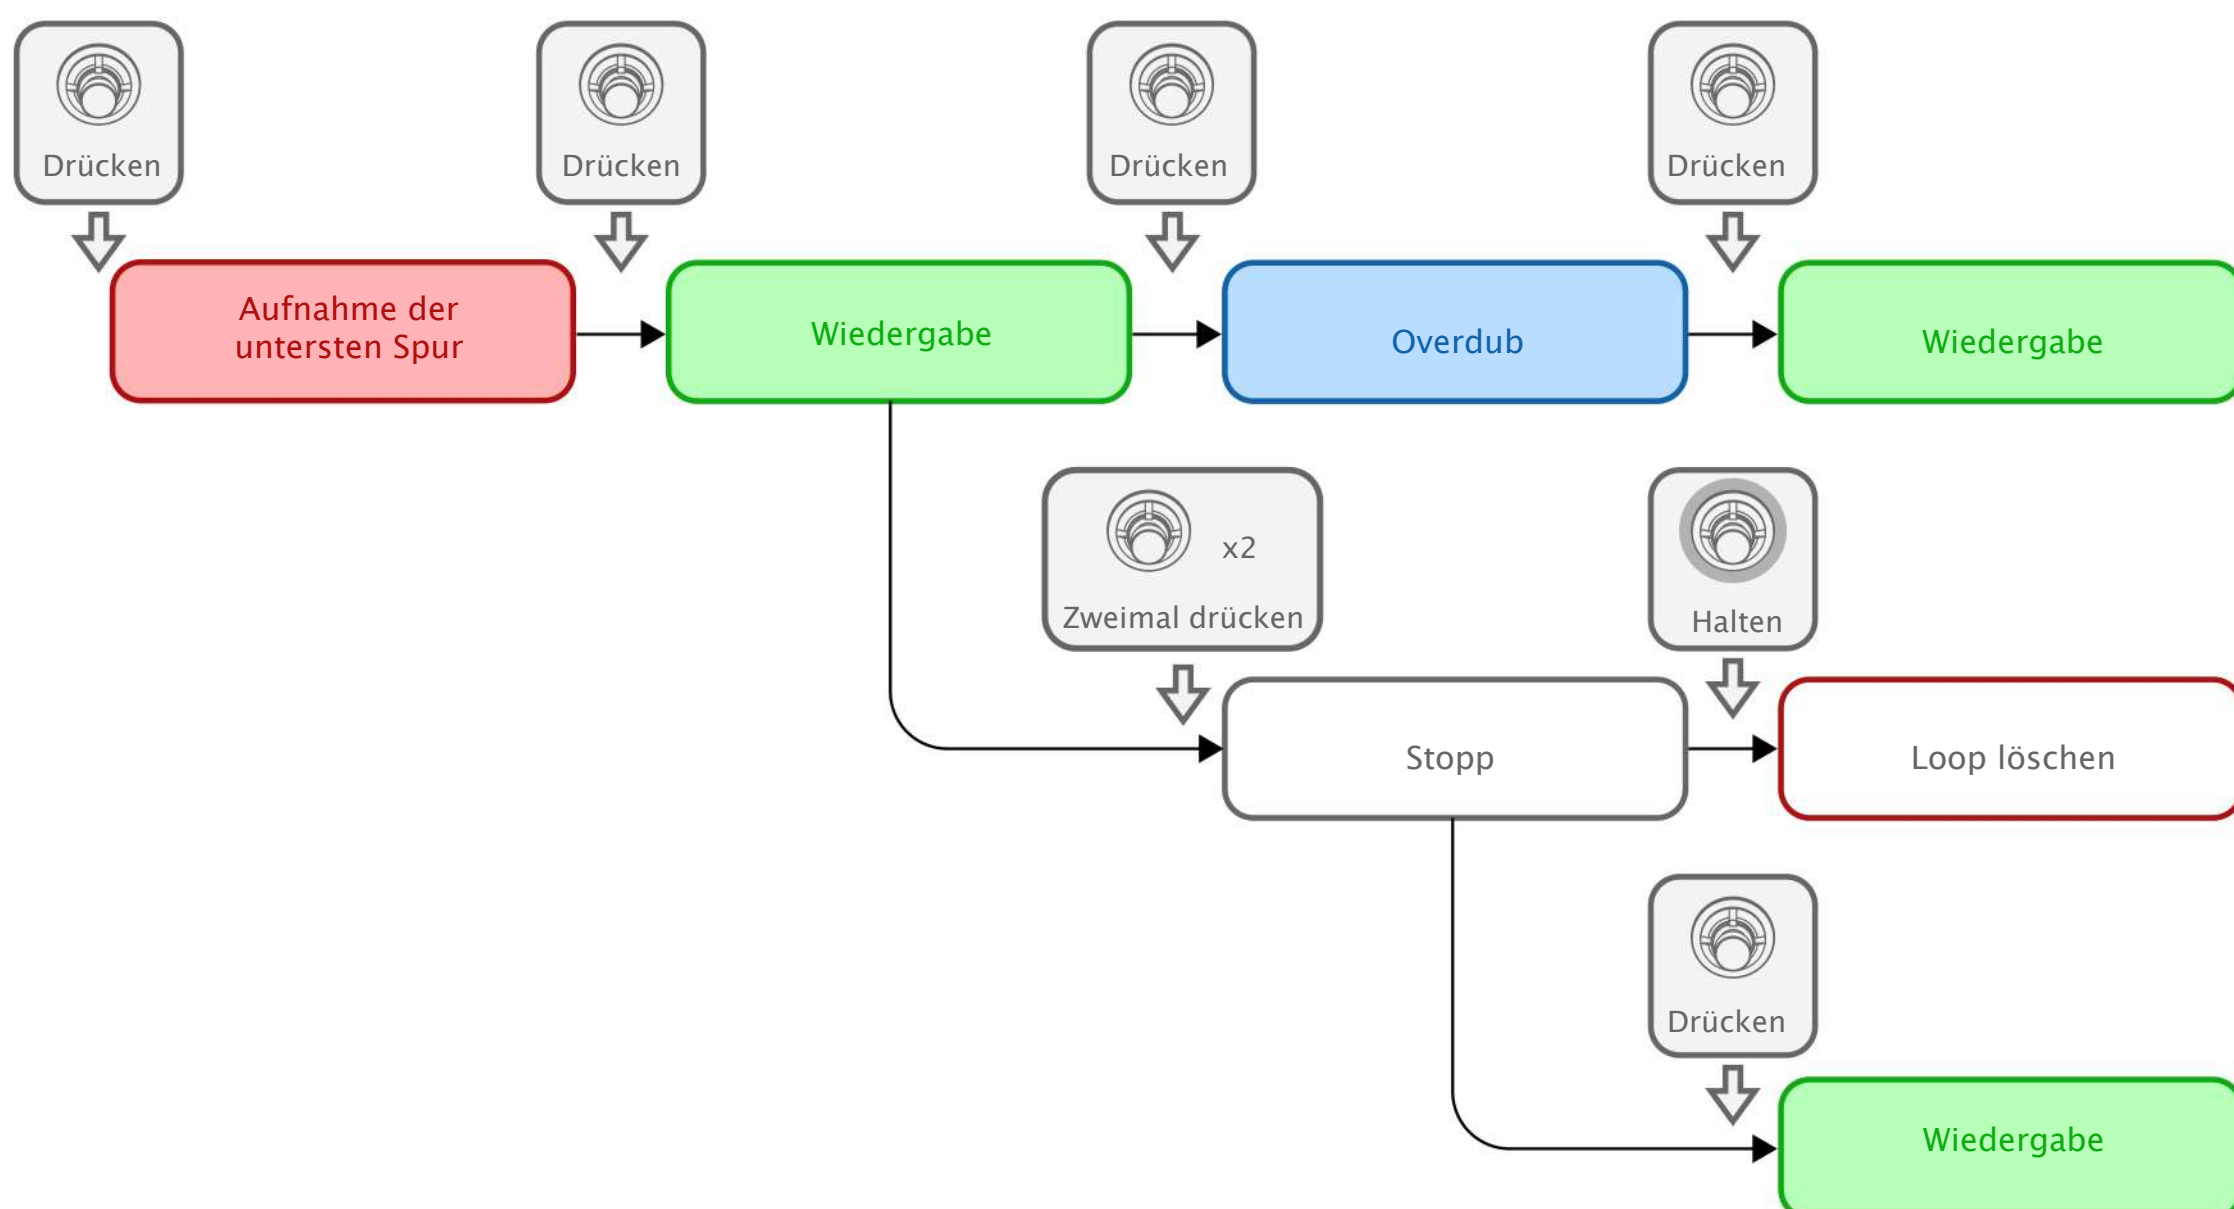 Drücken
Drücken
Drücken
Drücken
Aufnahme der
untersten Spur
Wiedergabe
Overdub
Wiedergabe
x2
Zweimal drücken
Halten
Stopp
Loop löschen
Drücken
Wiedergabe